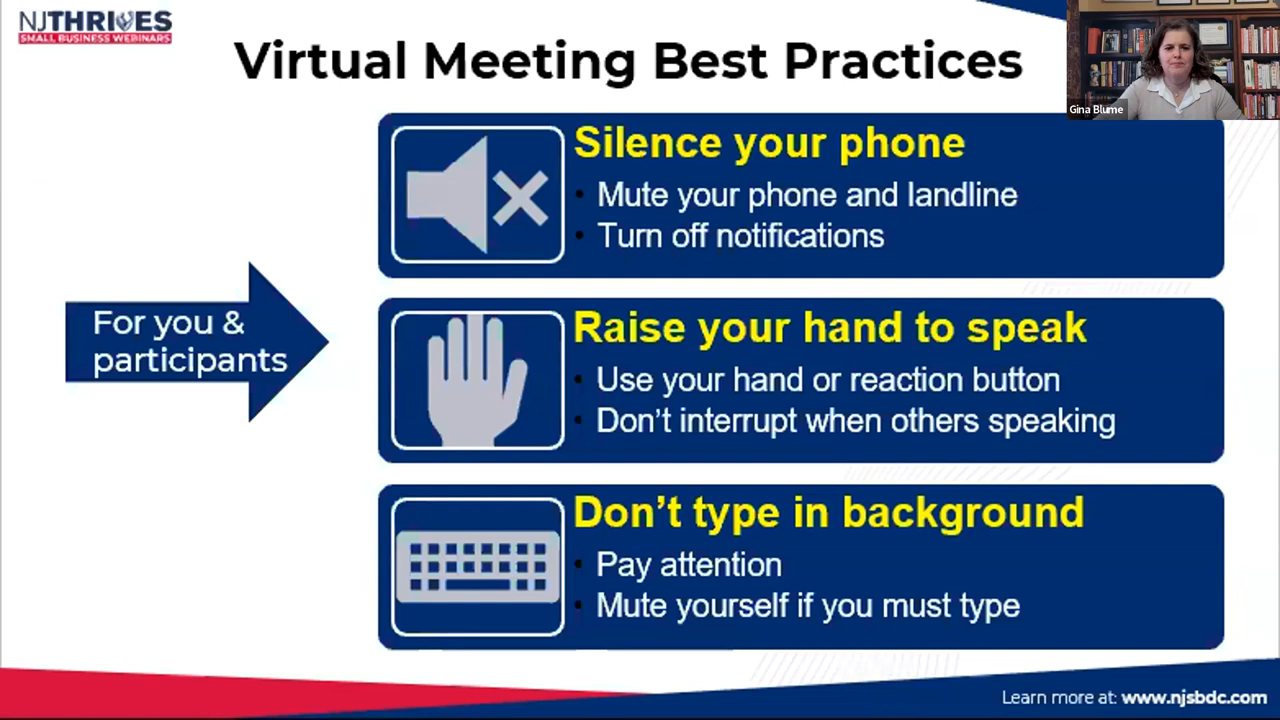 NJTHRIVES
SMALL BUSINESS WEBINARS
Virtual Meeting Best Practices
Gina Blume
Silence your phone
• Mute your phone and landline
• Turn off notifications
For you &
participants
Raise your hand to speak
• Use your hand or reaction button
• Don’t interrupt when others speaking
Don’t type in background
• Pay attention
• Mute yourself if you must type
Learn more at: www.njsbdc.com